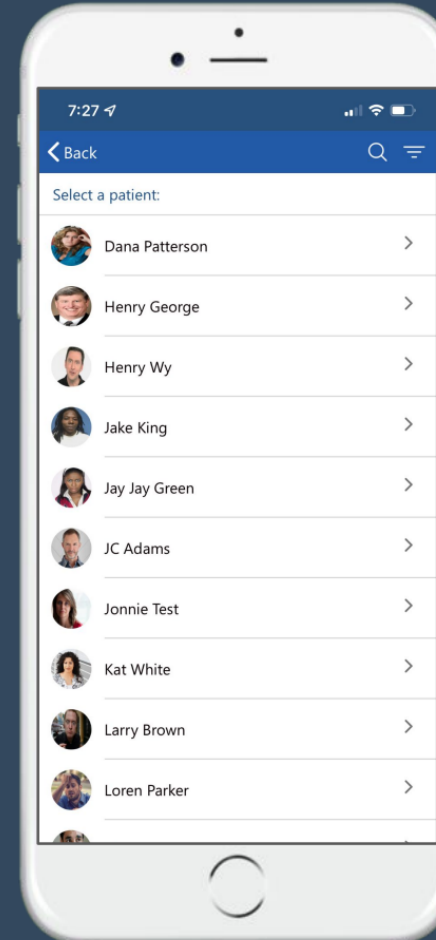 7:27
Back
Select a patient:
Dana Patterson
Henry George
Henry Wy
Jake King
Jay Jay Green
JC Adams
Jonnie Test
Kat White
Larry Brown
Loren Parker